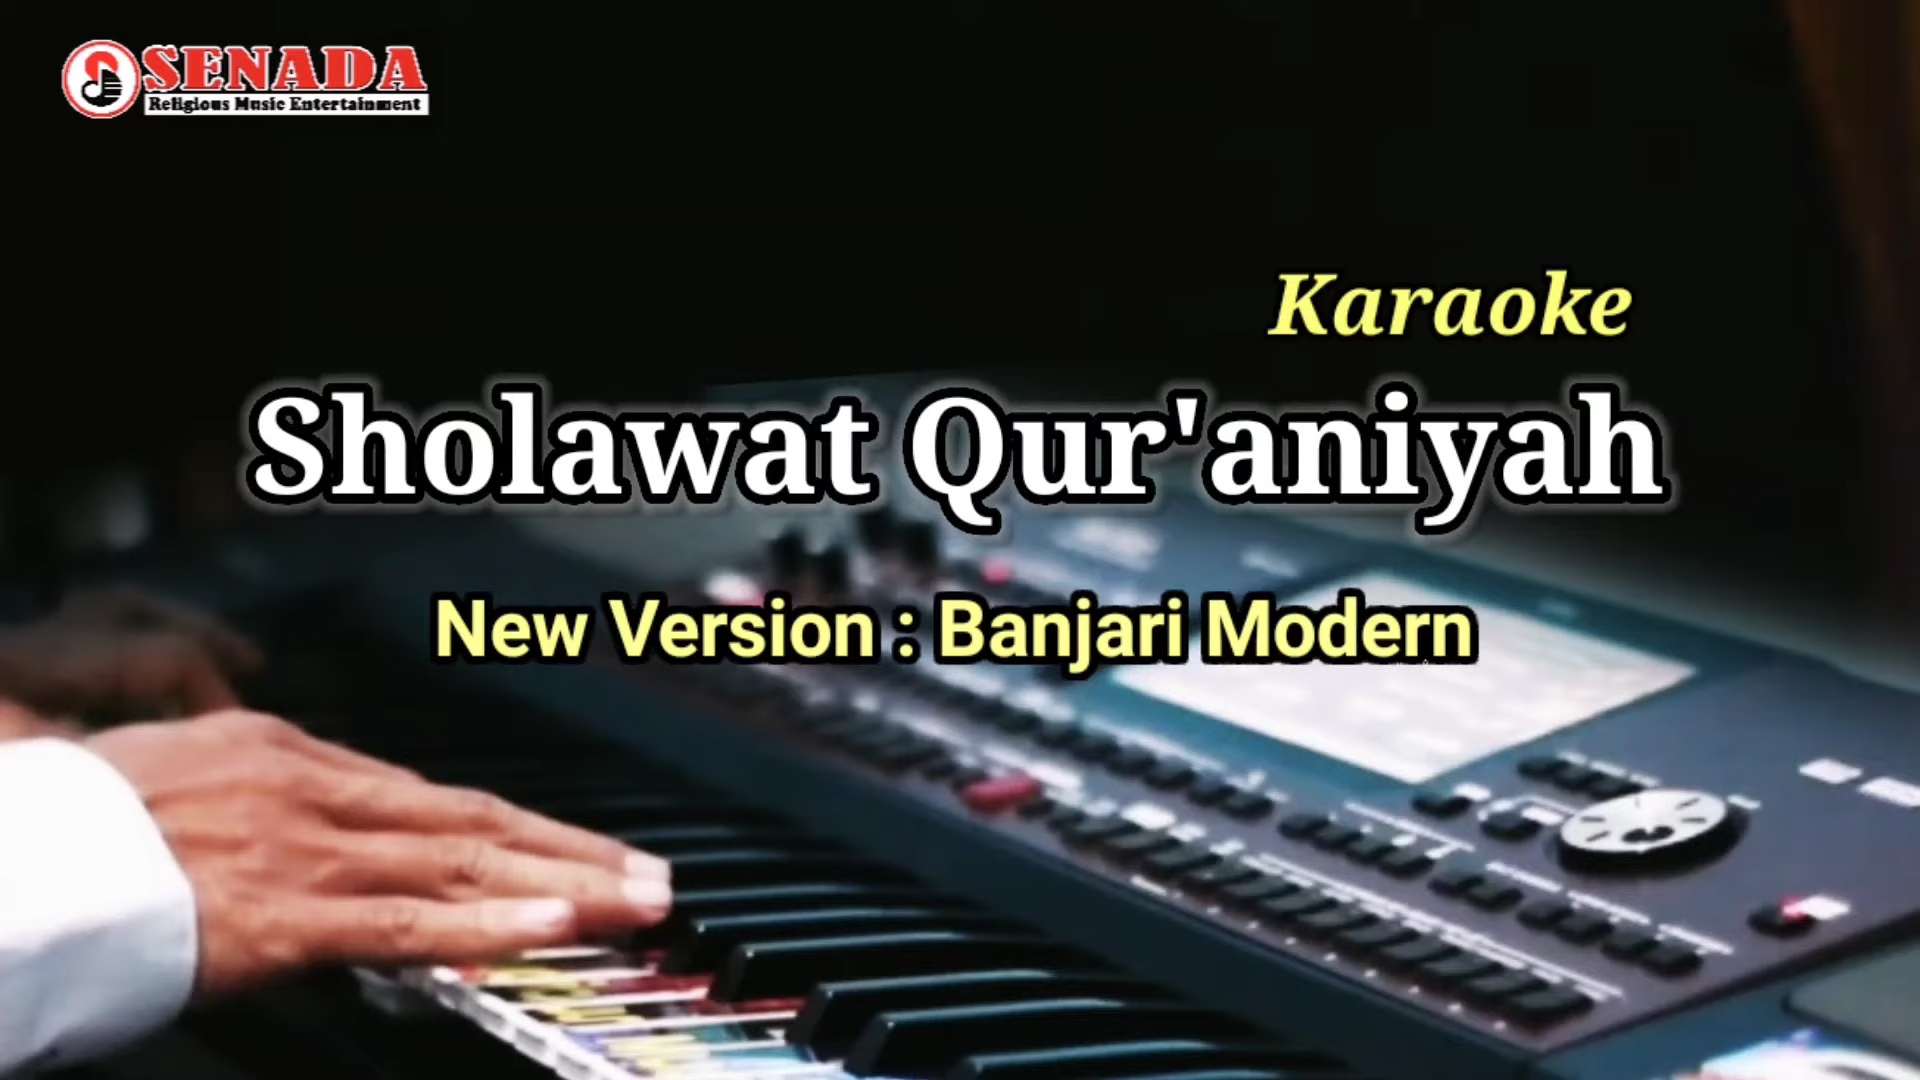 SENADA
Religious Music Entertainment
Karaoke
Sholawat Qur'aniyah
New Version : Banjari Modern